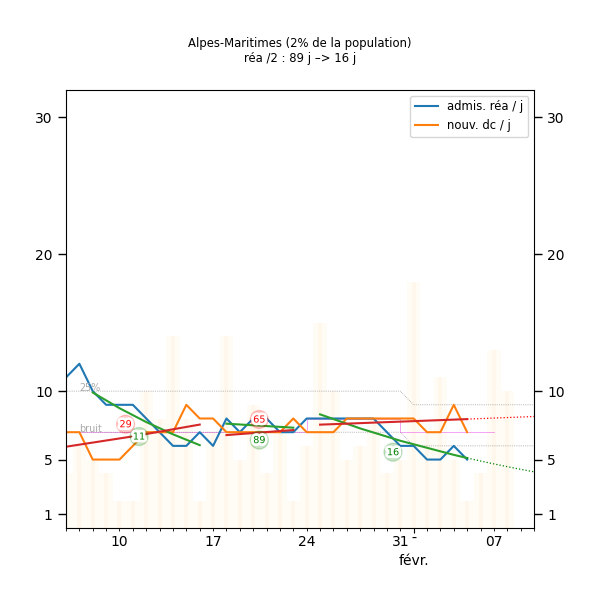 Alpes-Maritimes (2% de la population)
réa /2 : 89 j –> 16 j
admis. réa / j
nouv. dc / j
30 30
20 20
10 10
25%
bruit
29 11 65 89 16
5 5
1 1
10 17 24 31 - 07
févr.